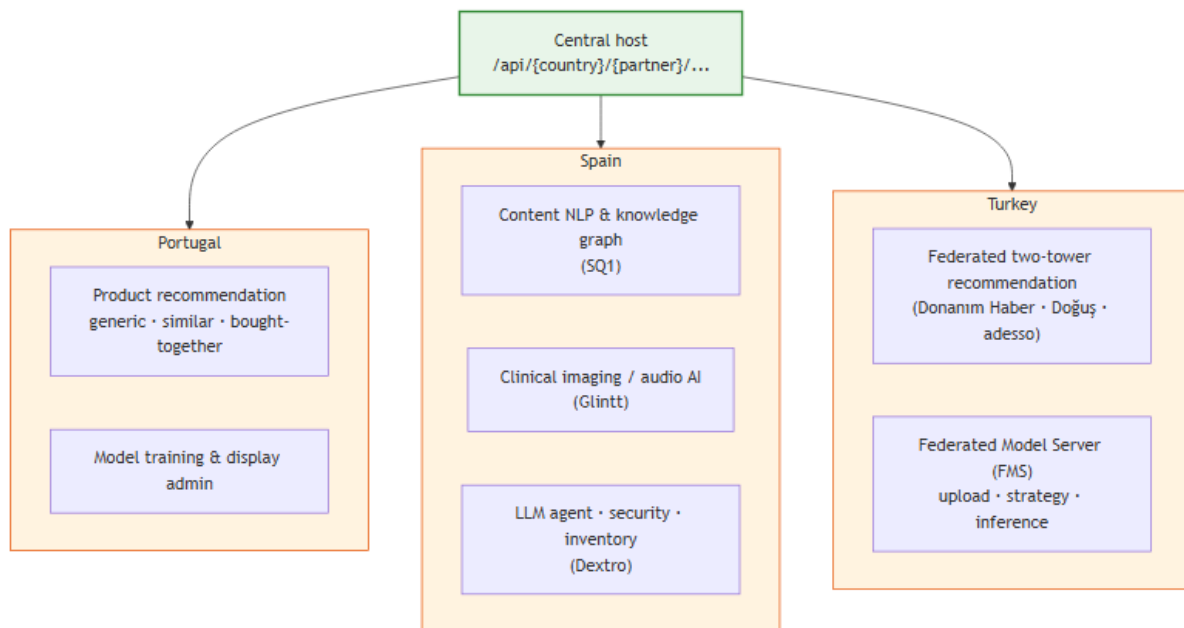 Central host
/api/{country}/{partner}/...
Portugal
Product recommendation
generic · similar · bought-
together
Model training & display
admin
Spain
Content NLP & knowledge
graph
(SQ1)
Clinical imaging / audio AI
(Glintt)
LLM agent · security ·
inventory
(Dextro)
Turkey
Federated two-tower
recommendation
(Donanım Haber · Doğuş ·
adesso)
Federated Model Server
(FMS)
upload · strategy ·
inference